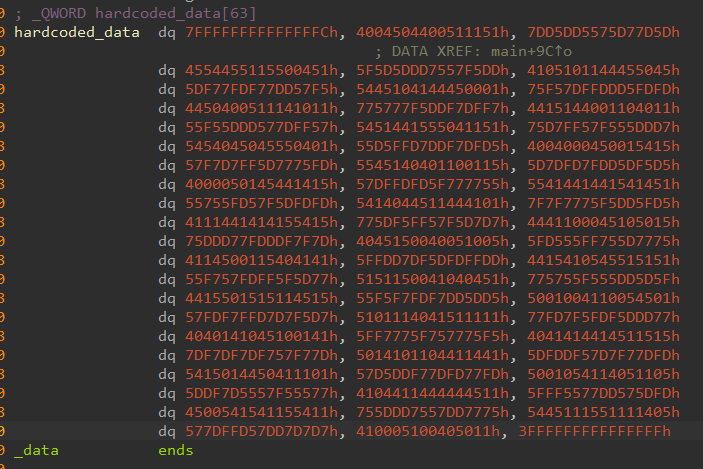 ; _QWORD hardcoded_data[63]
hardcoded_data dq 7FFFFFFFFFFFFFFCh, 4004504400511151h, 7DD5DD5575D77D5Dh
; DATA XREF: main+9C↑o
dq 4554455115500451h, 5F5D5DDD7557F5DDh, 4105101144455045h
dq 5DF77FDF77DD57F5h, 5445104144450001h, 75F57DFFDDD5FDFDh
dq 4450400511141011h, 775777F5DDF7DFF7h, 4415144001104011h
dq 55F55DDD577DFF57h, 5451441555041151h, 75D7FF57F555DDD7h
dq 5454045045550401h, 55D5FFD7DDF7DFD5h, 4004000450015415h
dq 57F7D7FF5D7775FDh, 5545140401100115h, 5D7DFD7FDD5DF5D5h
dq 4000050145441415h, 57DFFDFD5F777755h, 5541441441541451h
dq 55755FD57F5DFDFDh, 5414044511444101h, 7F7F7775F5DD5FD5h
dq 4111441414155415h, 775DF5FF57F5D7D7h, 4441100045105015h
dq 75DDD77FDDDF7F7Dh, 4045150040051005h, 5FD555FF755D7775h
dq 4114500115404141h, 5FFDD7DF5DFDFFDDh, 4415410545515151h
dq 55F757FDFF5F5D77h, 5151150041040451h, 775755F555DD5D5Fh
dq 4415501515114515h, 55F5F7FDF7DD5DD5h, 5001004110054501h
dq 57FDF7FFD7D7F5D7h, 5101114041511111h, 77FD7F5FDF5DDD77h
dq 4040141045100141h, 5FF7775F757775F5h, 4041414414511515h
dq 7DF7DF7DF757F77Dh, 5014101104411441h, 5DFDDF57D7F77DFDh
dq 5415014450411101h, 57D5DDF77DFD77FDh, 5001054114051105h
dq 5DDF7D5557F55577h, 4104411444444511h, 5FFF5577DD575DFDh
dq 4500541541155411h, 755DDD7557DD7775h, 5445111551111405h
dq 577DFFD57DD7D7D7h, 410005100405011h, 3FFFFFFFFFFFFFFFh
_data ends